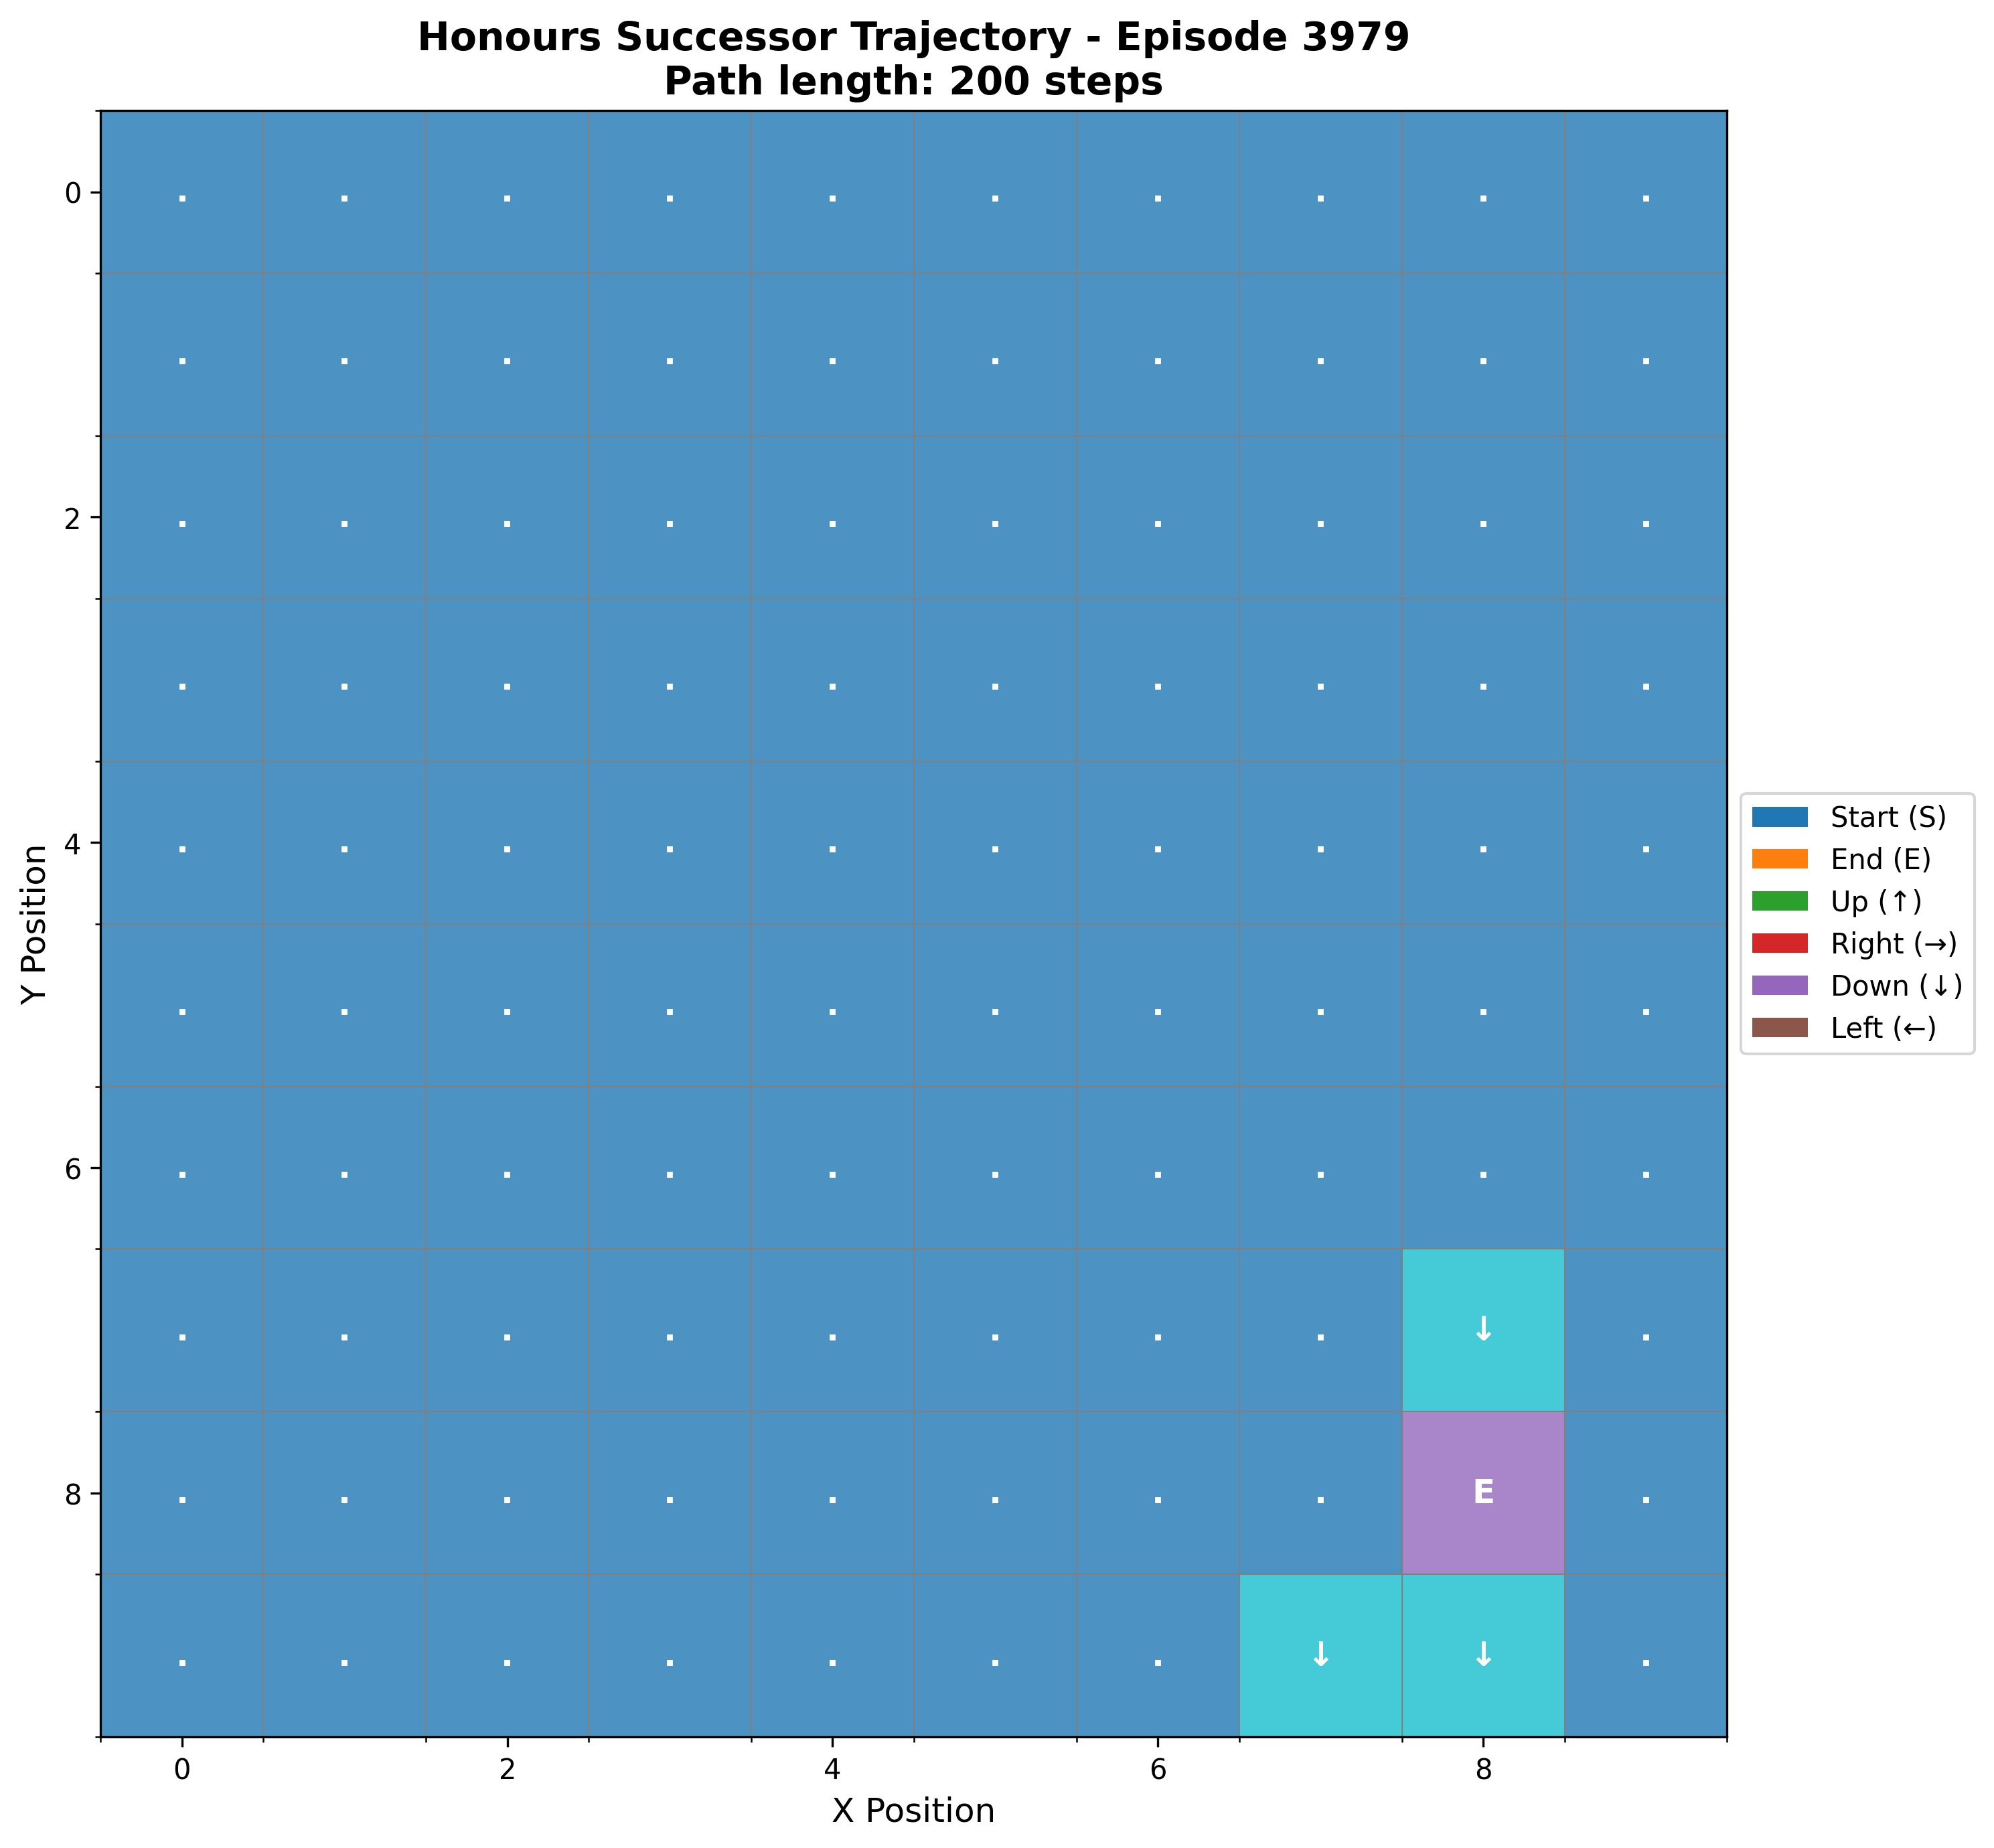 Honours Successor Trajectory - Episode 3979
Path length: 200 steps
0
2
4
6
8
↓
E
↓ ↓
0 2 4 6 8
X Position
Y Position
Start (S)
End (E)
Up (↑)
Right (→)
Down (↓)
Left (←)